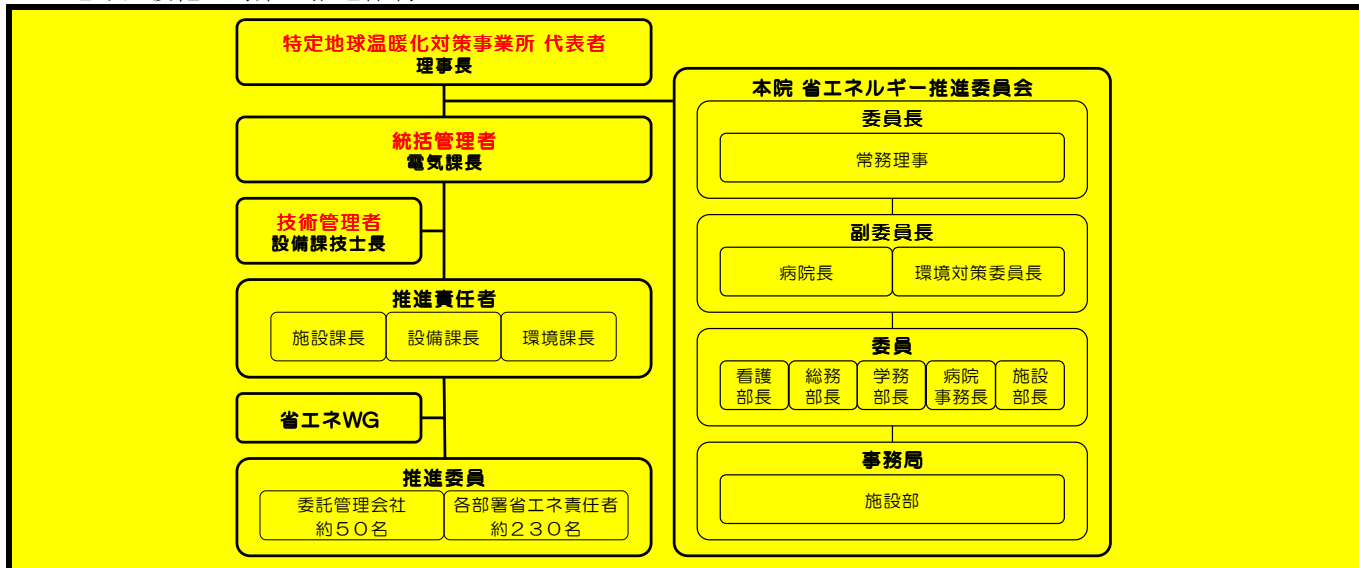 特定地球温暖化対策事業所 代表者
理事長
統括管理者
電気課長
技術管理者
設備課技士長
推進責任者
施設課長 設備課長 環境課長
省エネWG
推進委員
委託管理会社
約５０名
各部署省エネ責任者
約２３０名
本院 省エネルギー推進委員会
委員長
常務理事
副委員長
病院長 環境対策委員長
委員
看護
部長
総務
部長
学務
部長
病院
事務長
施設
部長
事務局
施設部